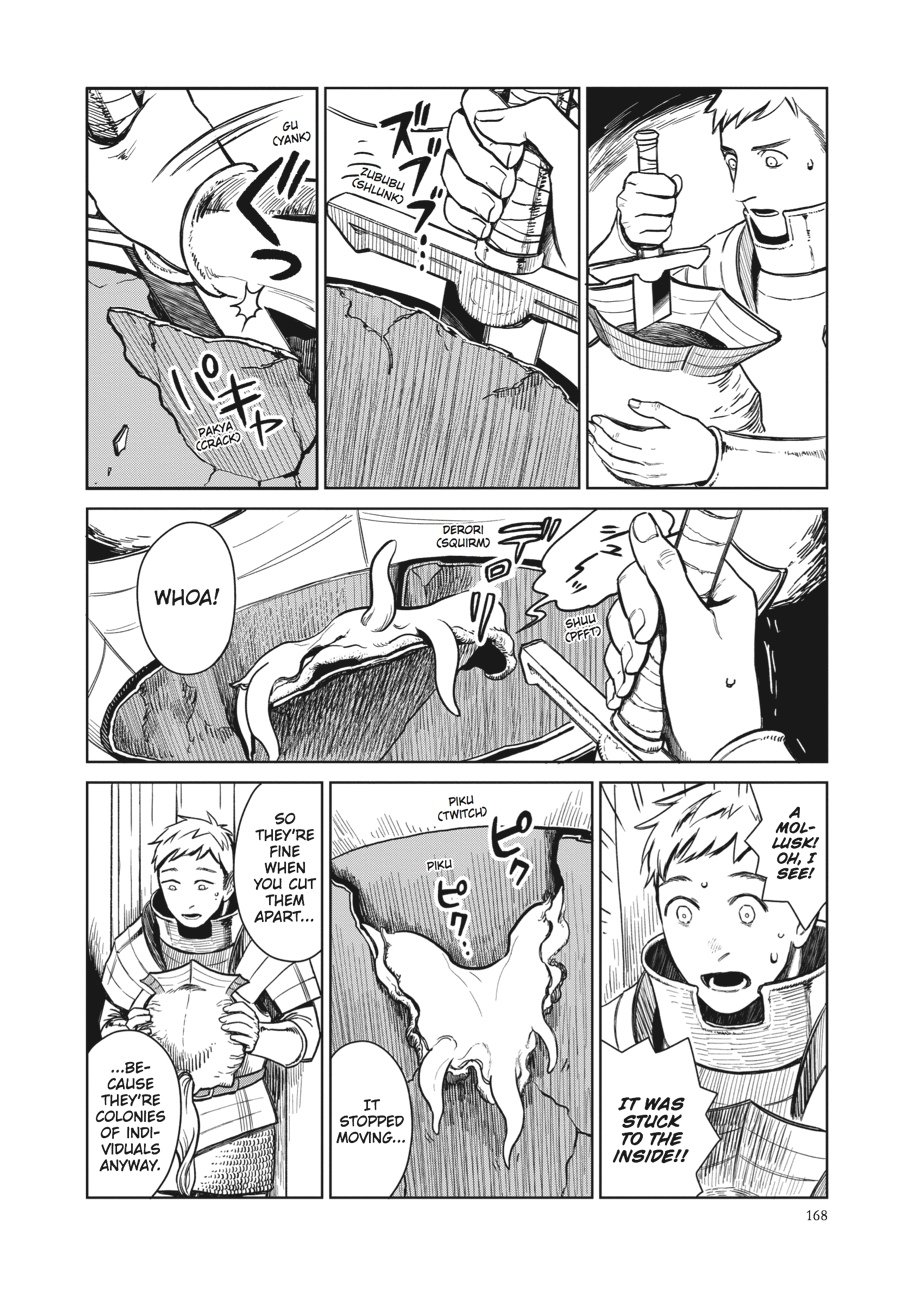 ズ
ブ
ブ
…
ZUBUBU
(SHLUNK)
GU
(YANK)
ぐ
っ
パ
キャ
PAKYA
(CRACK)
SHUU
(PFFT)
DERORI
(SQUIRM)
デ
ロ
リ
WHOA!
A
MOL-
LUSK!
OH, I
SEE!
IT WAS
STUCK
TO THE
INSIDE!!
PIKU
(TWITCH)
ピ
ク
PIKU
ピ
ク
…
IT
STOPPED
MOVING...
SO
THEY'RE
FINE
WHEN
YOU CUT
THEM
APART...
...BE-
CAUSE
THEY'RE
COLONIES
OF INDI-
VIDUALS
ANYWAY.
168